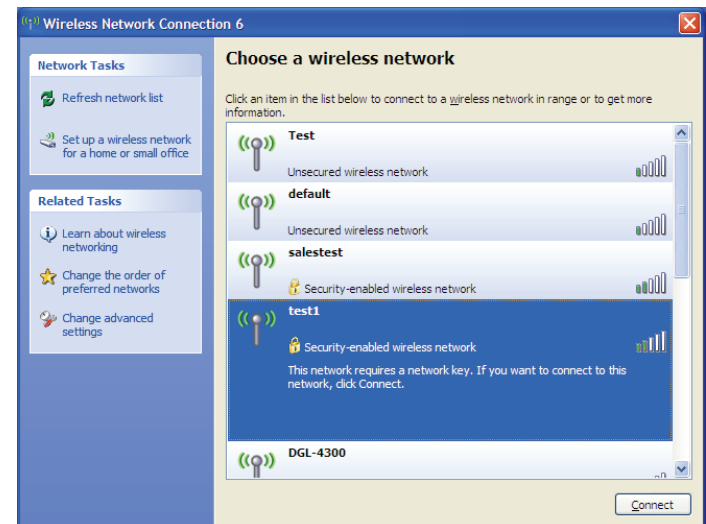 Wireless Network Connection 6
Network Tasks
Refresh network list
Set up a wireless network
for a home or small office
Related Tasks
Learn about wireless
networking
Change the order of
preferred networks
Change advanced
settings
Choose a wireless network
Click an item in the list below to connect to a wireless network in range or to get more
information.
Test
Unsecured wireless network
default
Unsecured wireless network
salestest
Security-enabled wireless network
test1
Security-enabled wireless network
This network requires a network key. If you want to connect to this
network, click Connect.
DGL-4300
Connect